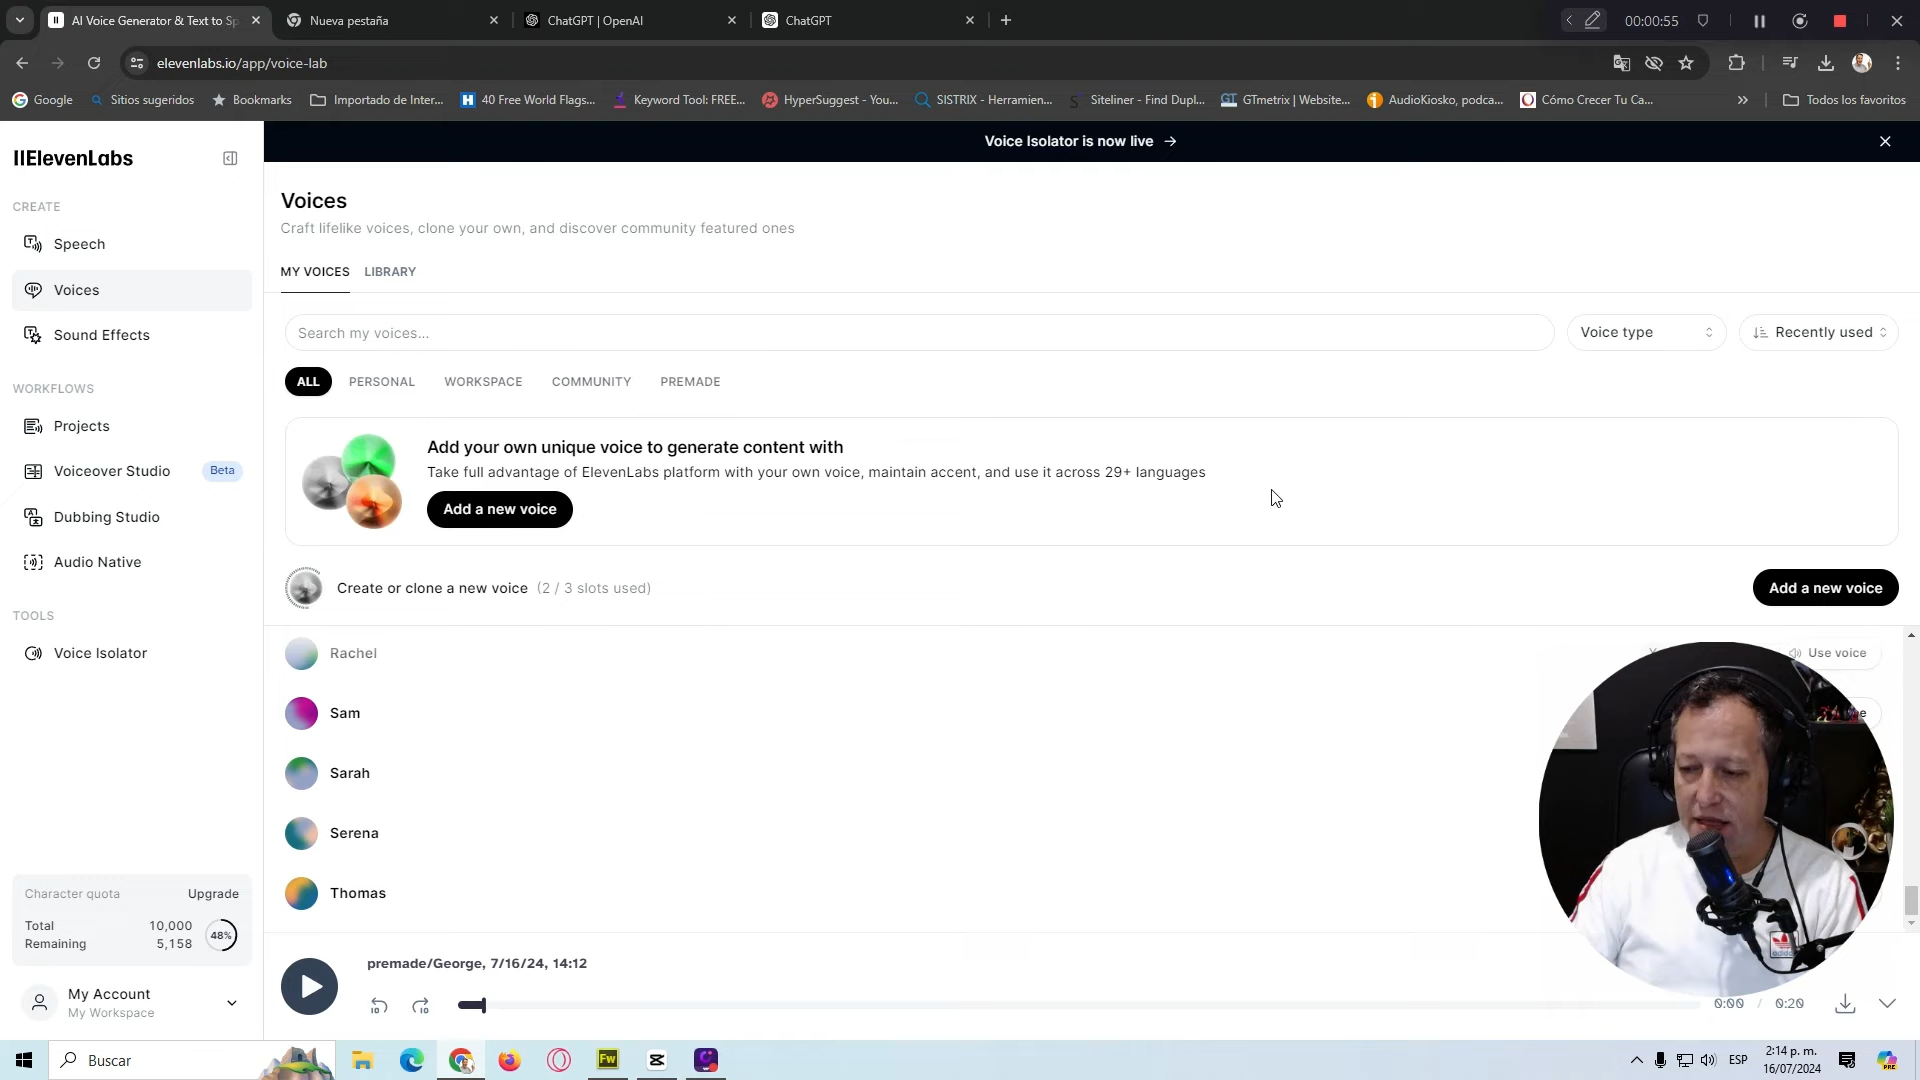 AI Voice Generator & Text to Sp
Nueva pestaña
ChatGPT | OpenAI
ChatGPT
00:00:55
elevenlabs.io/app/voice-lab
Google
Sitios sugeridos
Bookmarks
Importado de Inter...
40 Free World Flags...
Keyword Tool: FREE...
HyperSuggest - You...
SISTRIX - Herramien...
Siteliner - Find Dupl...
GTmetrix | Website...
AudioKiosko, podca...
Cómo Crecer Tu Ca...
Todos los favoritos
IIElevenLabs
Voice Isolator is now live →
CREATE
Speech
Voices
Sound Effects
WORKFLOWS
Projects
Voiceover Studio
Beta
Dubbing Studio
Audio Native
TOOLS
Voice Isolator
Character quota
Upgrade
Total 10,000
Remaining 5,158
48%
My Account
My Workspace
Voices
Craft lifelike voices, clone your own, and discover community featured ones
MY VOICES LIBRARY
Search my voices...
Voice type
Recently used
ALL PERSONAL WORKSPACE COMMUNITY PREMADE
Add your own unique voice to generate content with
Take full advantage of ElevenLabs platform with your own voice, maintain accent, and use it across 29+ languages
Add a new voice
Create or clone a new voice (2 / 3 slots used)
Add a new voice
Rachel
Use voice
Sam
Sarah
Serena
Thomas
premade/George, 7/16/24, 14:12
10
10
0:00 / 0:20
Buscar
Fw
ESP
2:14 p. m.
16/07/2024
PRE